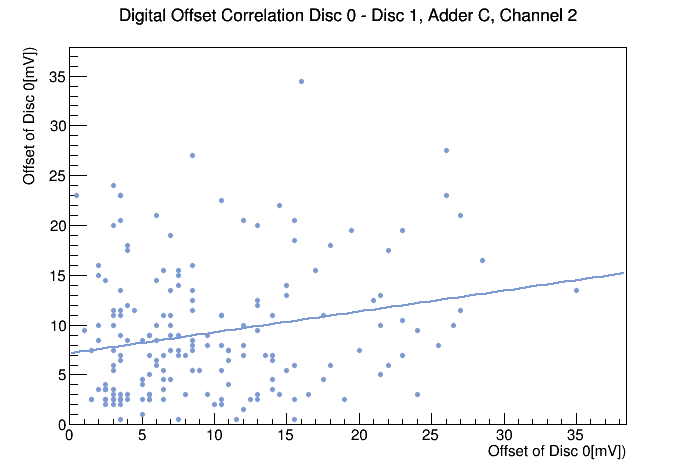 Digital Offset Correlation Disc 0 - Disc 1, Adder C, Channel 2
Offset of Disc 0[mV])
35
30
25
20
15
10
5
0
0 5 10 15 20 25 30 35
Offset of Disc 0[mV])